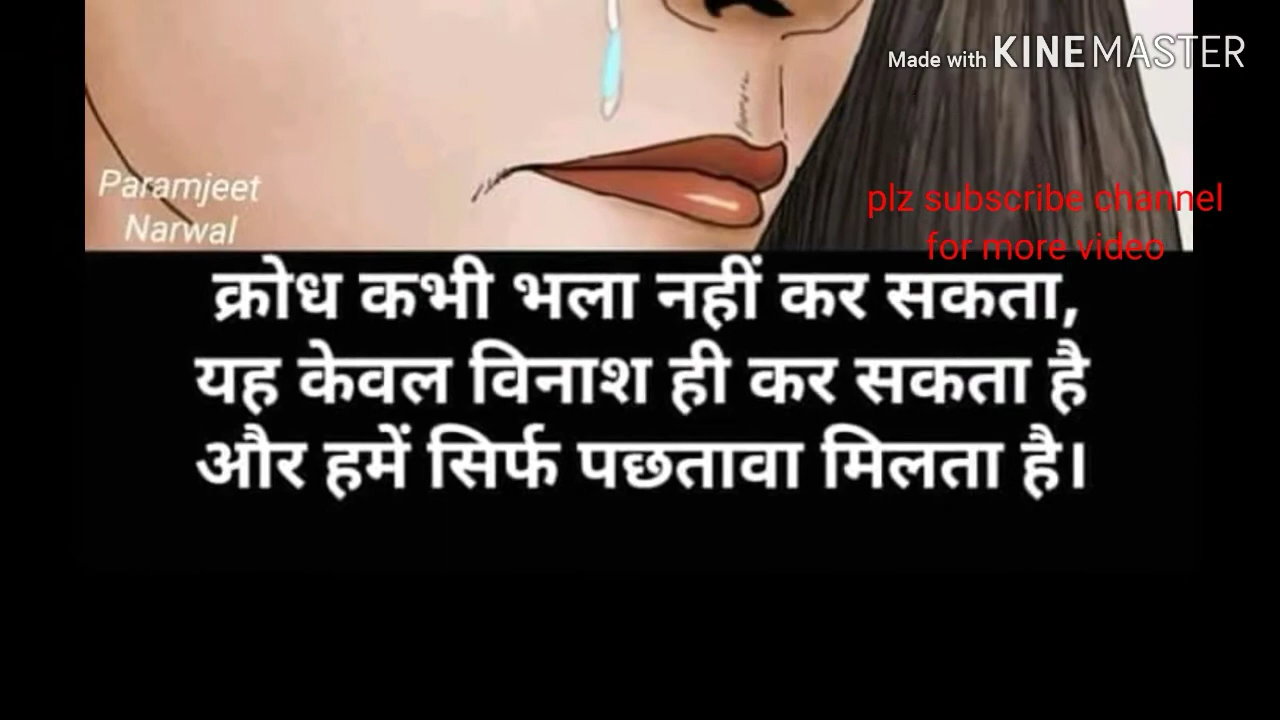 Made with KINEMASTER
Paramjeet
Narwal
plz subscribe channel
for more video
क्रोध कभी भला नहीं कर सकता,
यह केवल विनाश ही कर सकता है
और हमें सिर्फ पछतावा मिलता है।